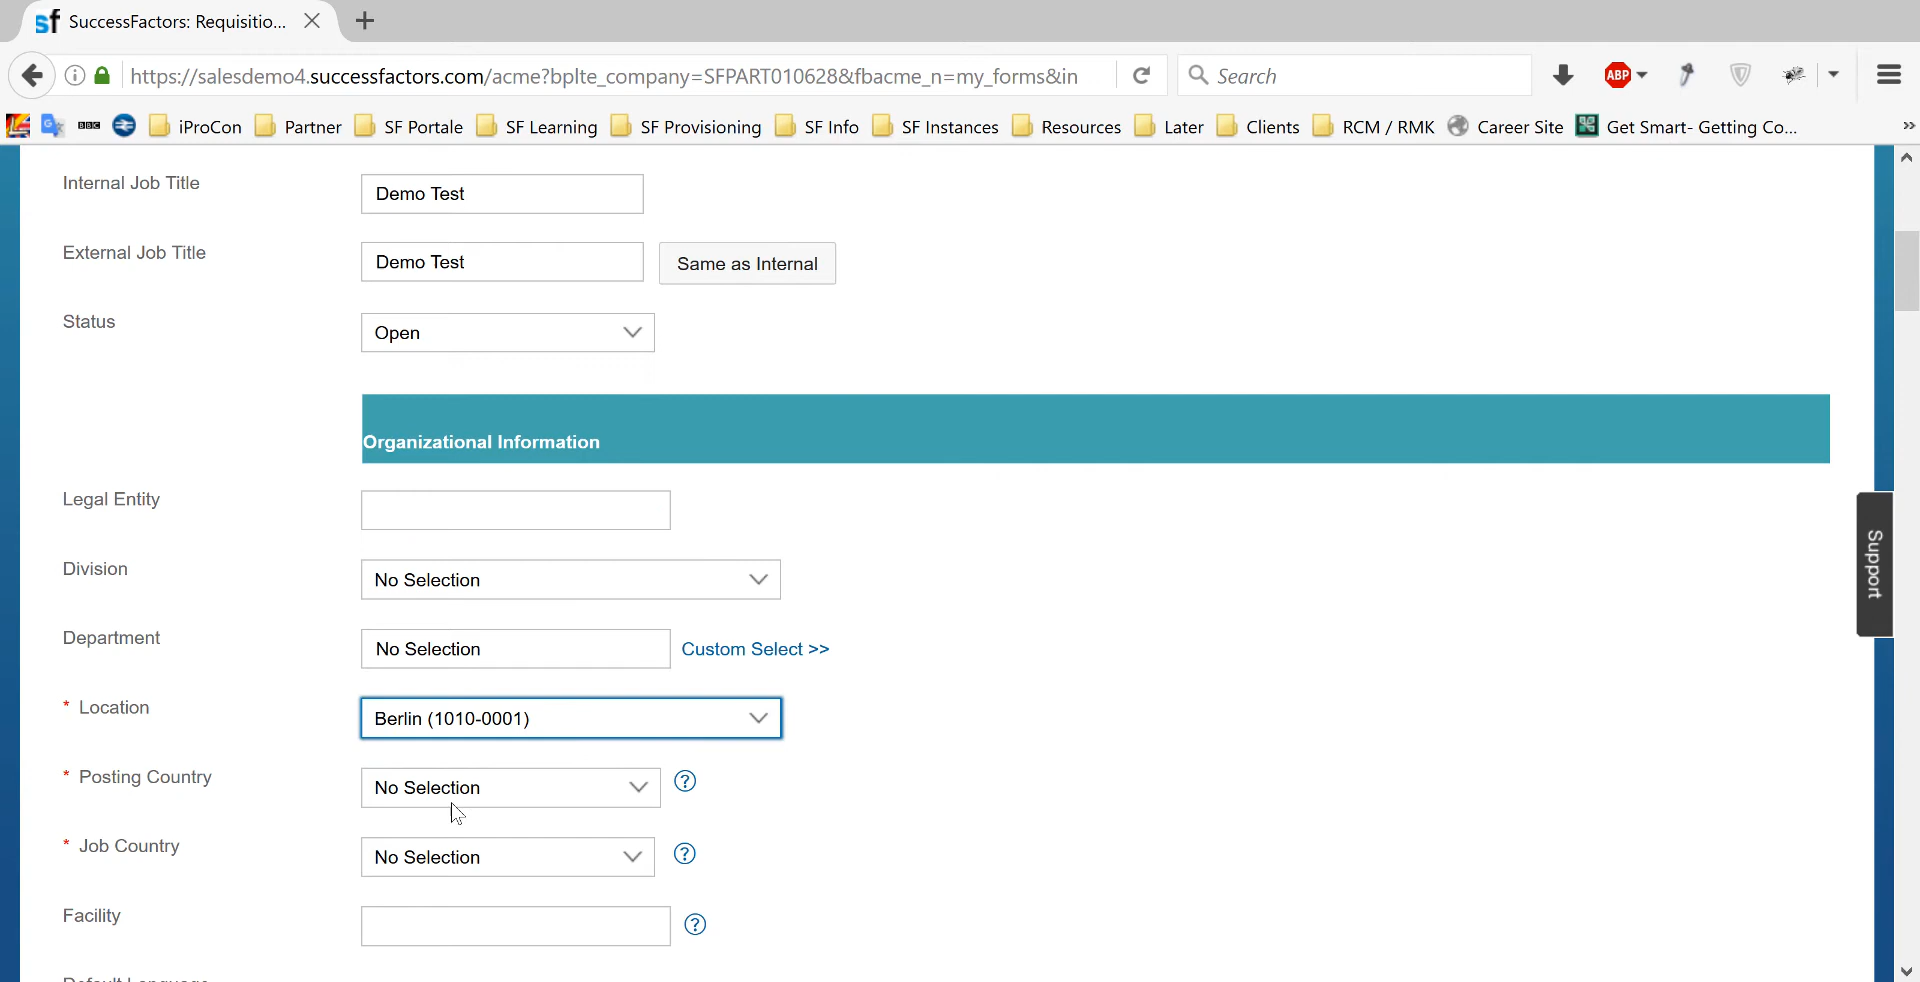 sf SuccessFactors: Requisitio...
https://salesdemo4.successfactors.com/acme?bplte_company=SFPART010628&fbacme_n=my_forms&in
Search
ABP
BBC
iProCon
Partner
SF Portale
SF Learning
SF Provisioning
SF Info
SF Instances
Resources
Later
Clients
RCM / RMK
Career Site
Get Smart- Getting Co...
Internal Job Title
Demo Test
External Job Title
Demo Test
Same as Internal
Status
Open
Organizational Information
Legal Entity
Division
No Selection
Department
No Selection
Custom Select >>
* Location
Berlin (1010-0001)
* Posting Country
No Selection
?
* Job Country
No Selection
?
Facility
?
Support